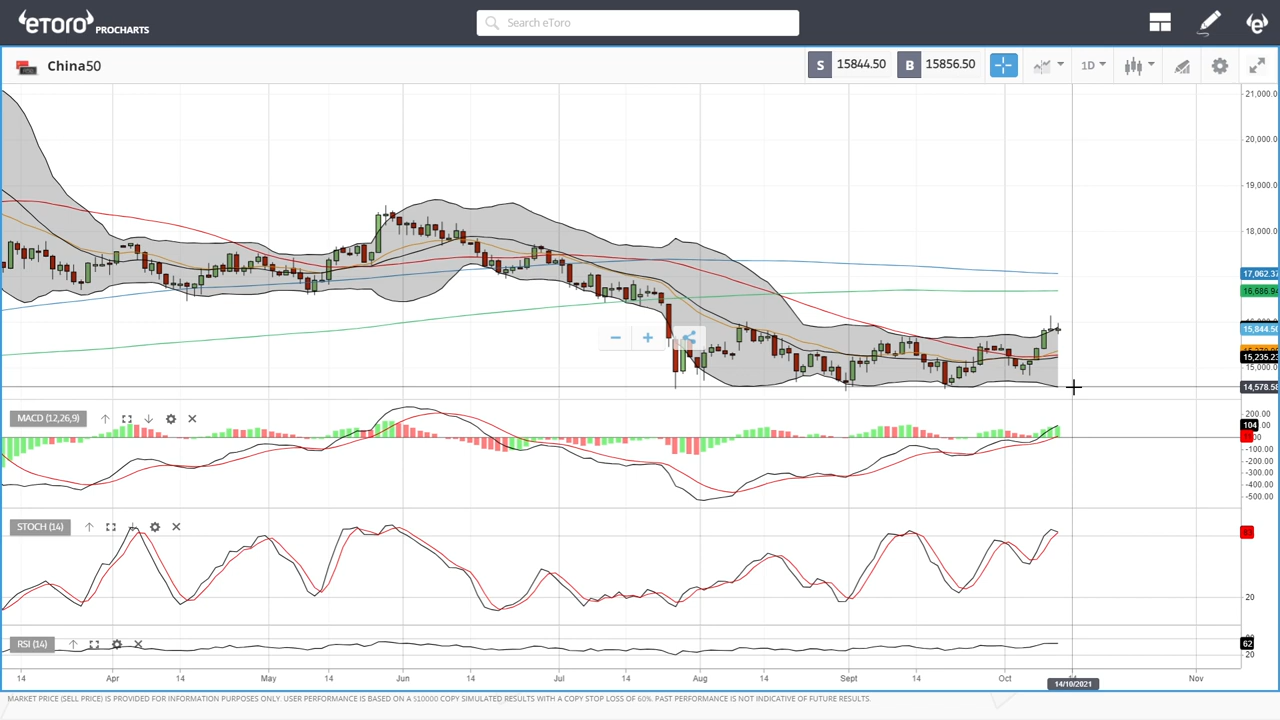 eToro PROCHARTS
Search eToro
China50
S 15844.50 B 15856.50 1D
21,000.0
20,000.0
19,000.0
18,000.0
17,062.37
16,686.94
15,844.50
15,235.23
15,000.0
14,578.58
MACD (12,26,9)
200.00
104
-100.00
-200.00
-300.00
-400.00
-500.00
STOCH (14)
20
RSI (14)
62
20
14 Apr 14 May 14 Jun 14 Jul 14 Aug 14 Sept 14 Oct Nov
14/10/2021
MARKET PRICE (SELL PRICE) IS PROVIDED FOR INFORMATION PURPOSES ONLY. USER PERFORMANCE IS BASED ON A $10000 COPY SIMULATED RESULTS WITH A COPY STOP LOSS OF 60%. PAST PERFORMANCE IS NOT INDICATIVE OF FUTURE RESULTS.